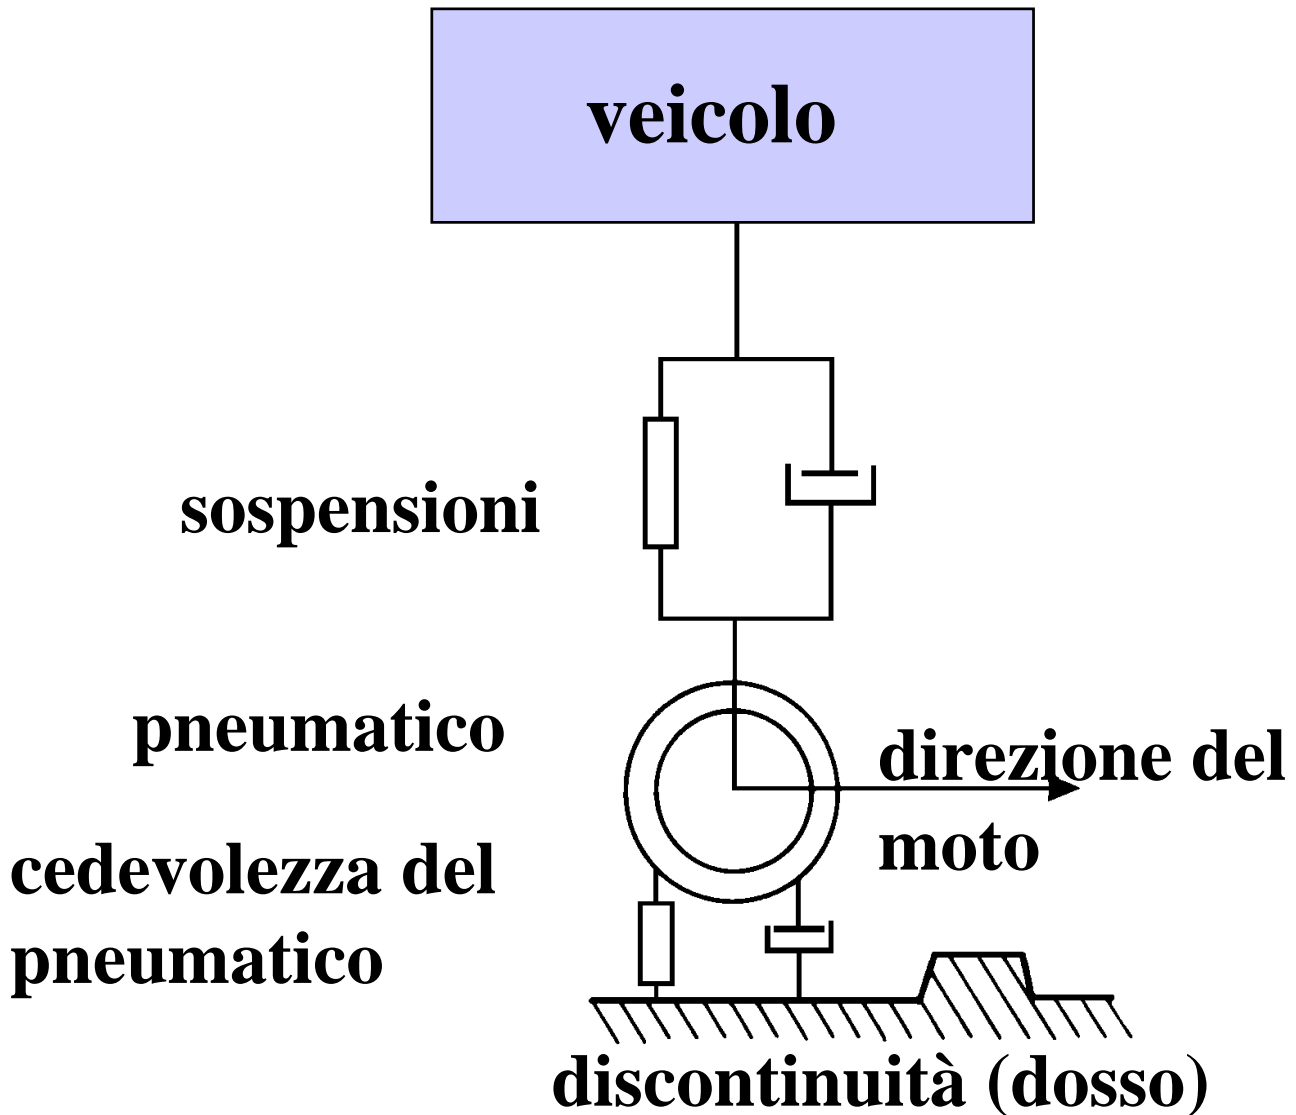 veicolo
sospensioni
pneumatico
direzione del
moto
cedevolezza del
pneumatico
discontinuità (dosso)